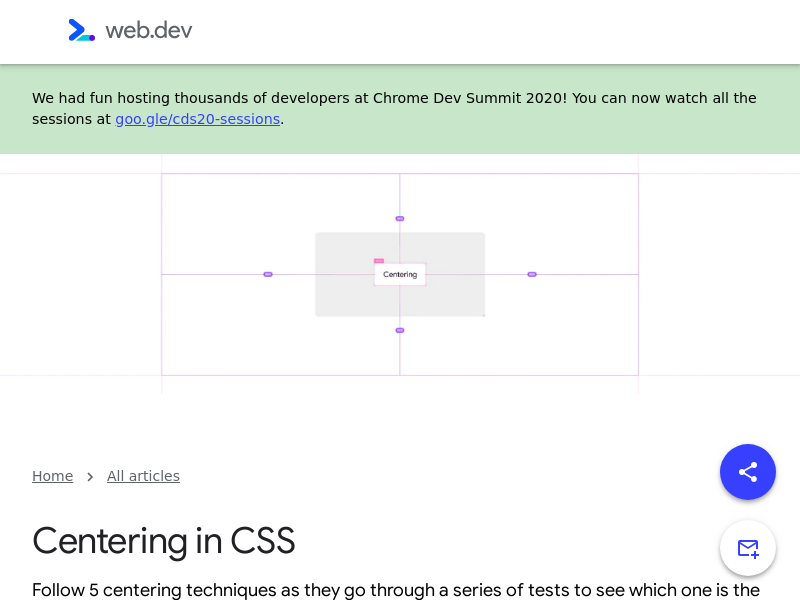 web.dev
We had fun hosting thousands of developers at Chrome Dev Summit 2020! You can now watch all the
sessions at goo.gle/cds20-sessions.
Centering
Home > All articles
Centering in CSS
Follow 5 centering techniques as they go through a series of tests to see which one is the